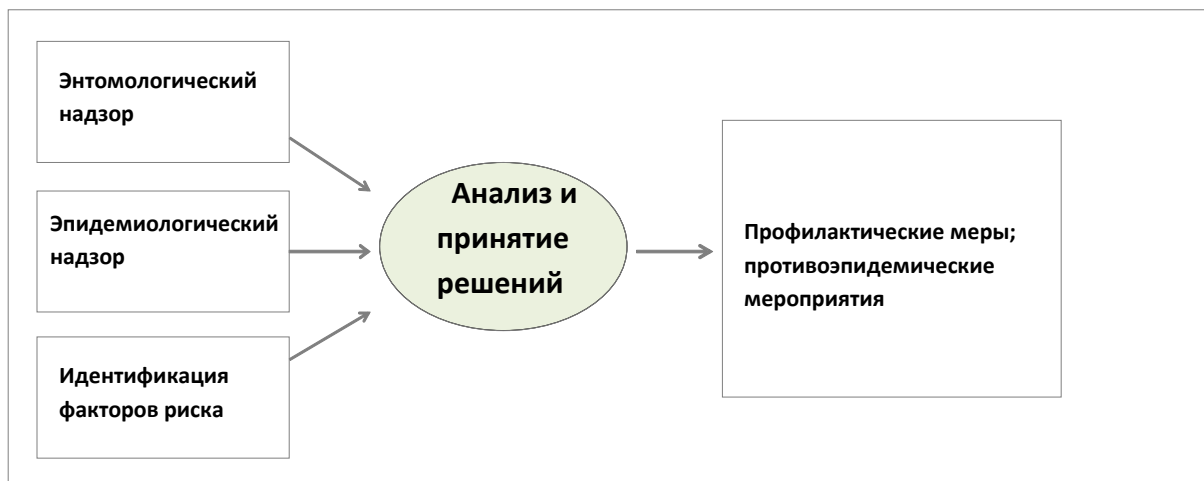 Энтомологический
надзор
Эпидемиологический
надзор
Идентификация
факторов риска
Анализ и
принятие
решений
Профилактические меры;
противоэпидемические
мероприятия